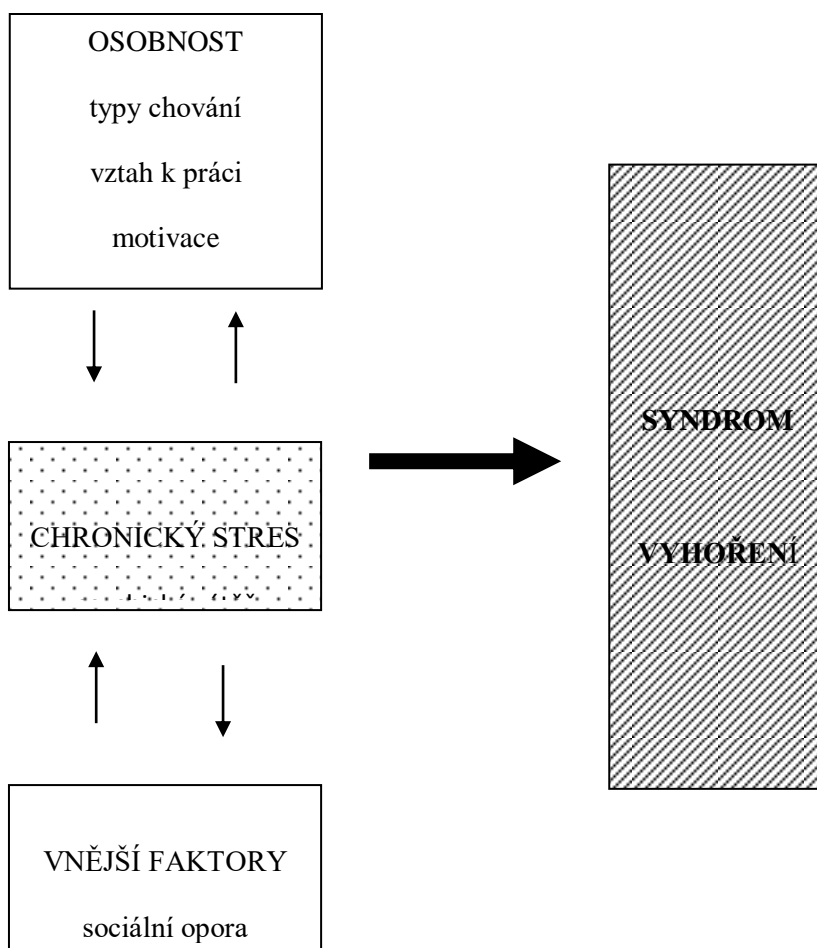 OSOBNOST
typy chování
vztah k práci
motivace
CHRONICKÝ STRES
VNĚJŠÍ FAKTORY
sociální opora
SYNDROM
VYHOŘENÍ